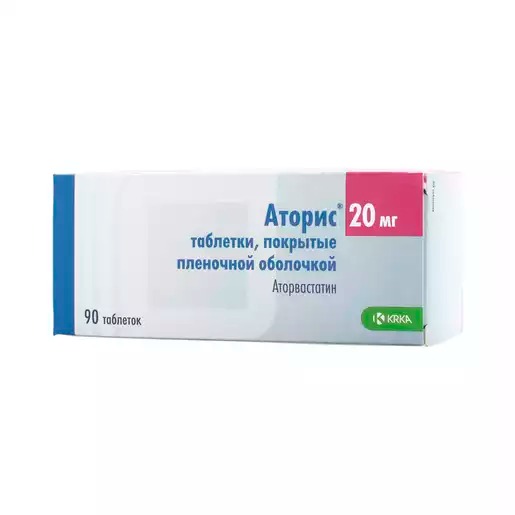 Аторис®
20 мг
таблетки, покрытые
пленочной оболочкой
Аторвастатин
90 таблеток
KRKA